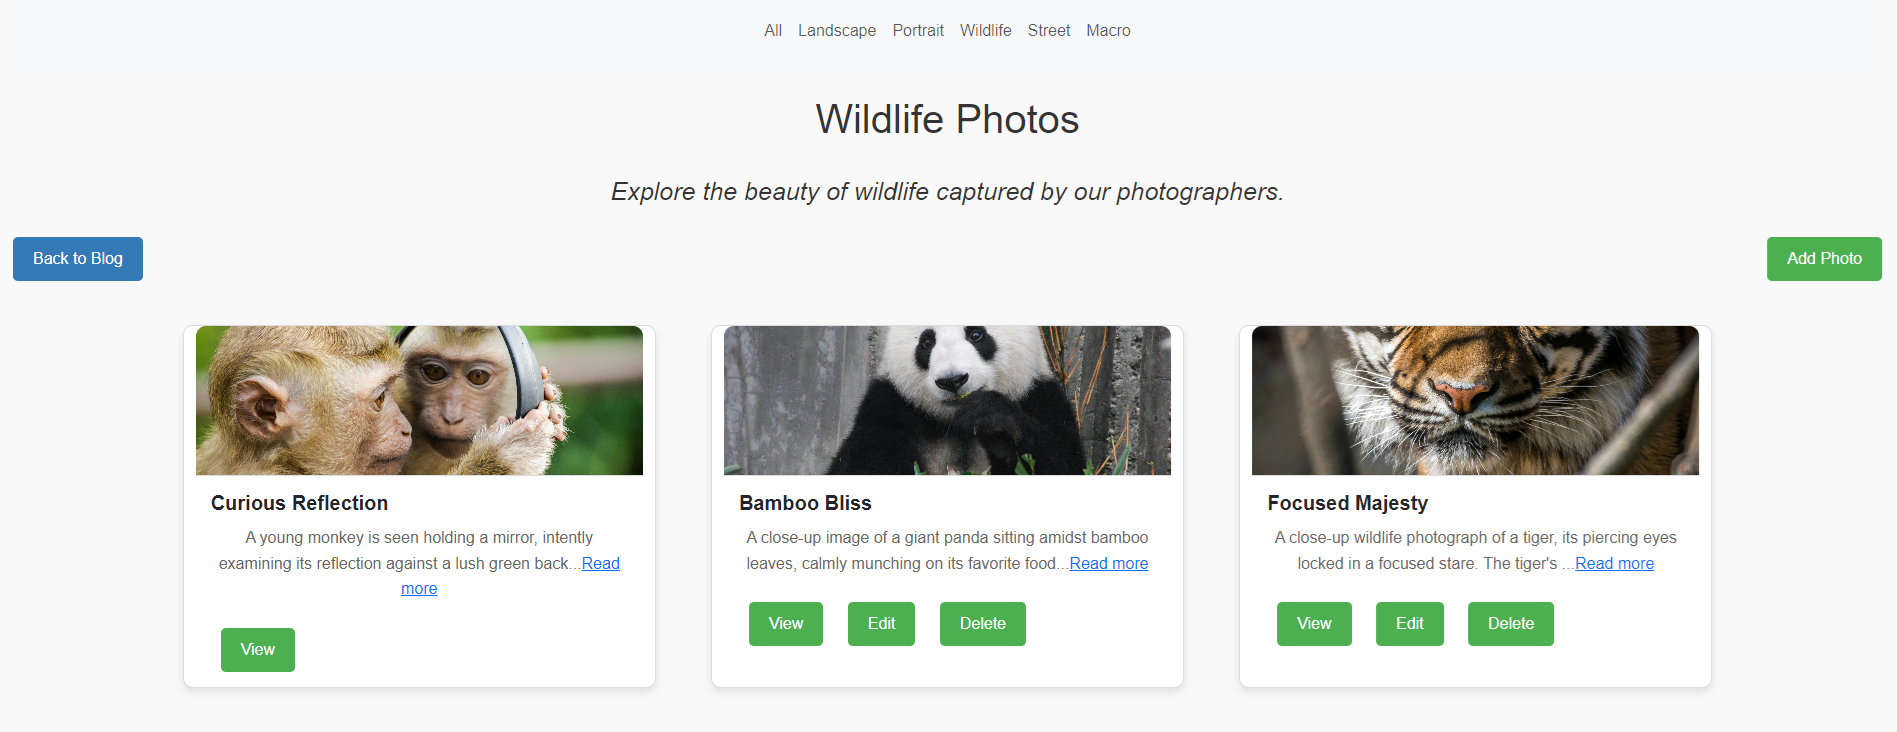 All Landscape Portrait Wildlife Street Macro
Wildlife Photos
Explore the beauty of wildlife captured by our photographers.
Back to Blog
Add Photo
Curious Reflection
A young monkey is seen holding a mirror, intently
examining its reflection against a lush green back...Read
more
View
Bamboo Bliss
A close-up image of a giant panda sitting amidst bamboo
leaves, calmly munching on its favorite food...Read more
View Edit Delete
Focused Majesty
A close-up wildlife photograph of a tiger, its piercing eyes
locked in a focused stare. The tiger's ...Read more
View Edit Delete